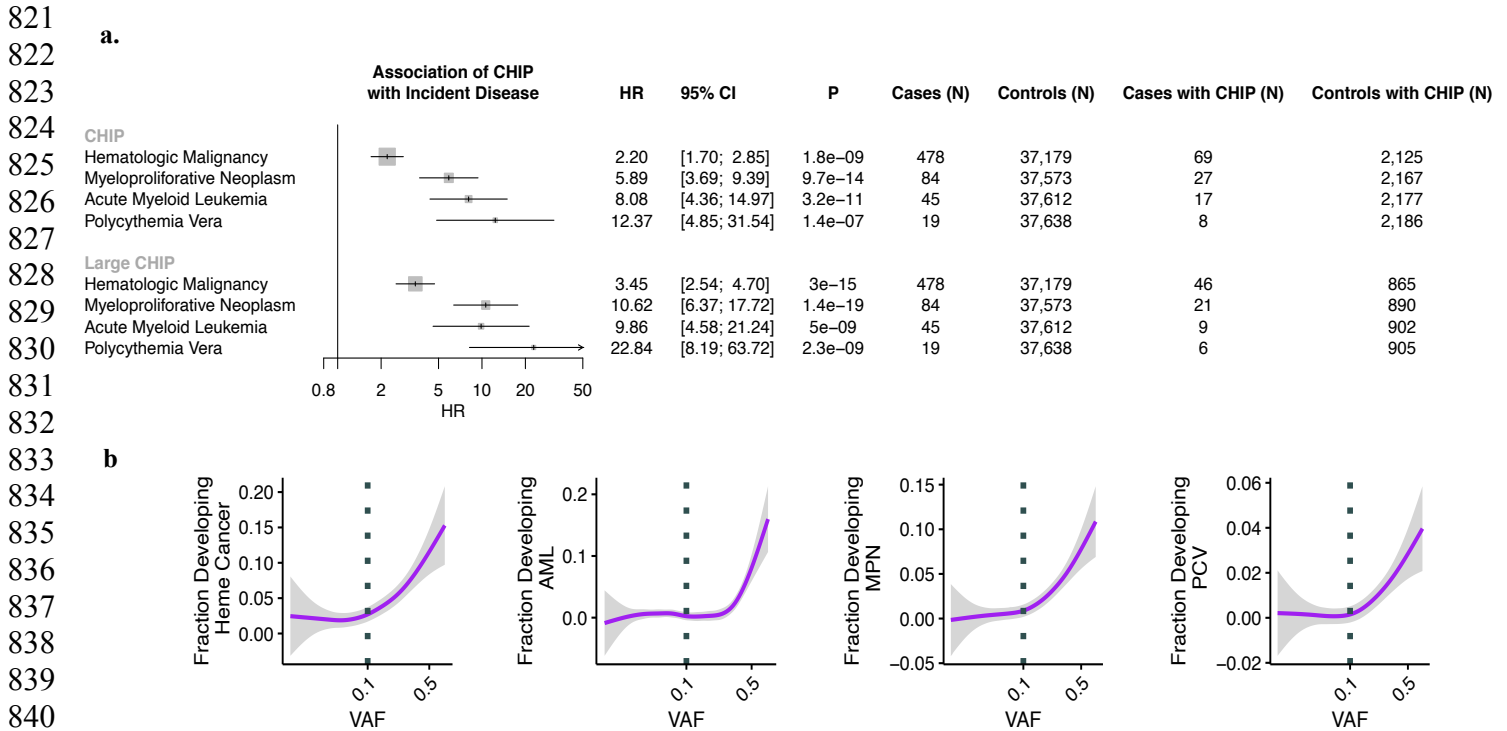 821
a.
822
Association of CHIP
with Incident Disease HR 95% CI P Cases (N) Controls (N) Cases with CHIP (N) Controls with CHIP (N)
823
824
CHIP
825
Hematologic Malignancy 2.20 [1.70; 2.85] 1.8e−09 478 37,179 69 2,125
Myeloproliforative Neoplasm 5.89 [3.69; 9.39] 9.7e−14 84 37,573 27 2,167
826
Acute Myeloid Leukemia 8.08 [4.36; 14.97] 3.2e−11 45 37,612 17 2,177
Polycythemia Vera 12.37 [4.85; 31.54] 1.4e−07 19 37,638 8 2,186
827
Large CHIP
828
Hematologic Malignancy 3.45 [2.54; 4.70] 3e−15 478 37,179 46 865
Myeloproliforative Neoplasm 10.62 [6.37; 17.72] 1.4e−19 84 37,573 21 890
829
Acute Myeloid Leukemia 9.86 [4.58; 21.24] 5e−09 45 37,612 9 902
830
Polycythemia Vera 22.84 [8.19; 63.72] 2.3e−09 19 37,638 6 905
831
0.8 2 5 10 20 50
HR
832
833
b
834
835
836
837
838
839
840
Fraction Developing
Heme Cancer
0.20
0.15
0.10
0.05
0.00
0.1 0.5
VAF
Fraction Developing
AML
0.2
0.1
0.0
0.1 0.5
VAF
Fraction Developing
MPN
0.15
0.10
0.05
0.00
−0.05
0.1 0.5
VAF
Fraction Developing
PCV
0.06
0.04
0.02
0.00
−0.02
0.1 0.5
VAF